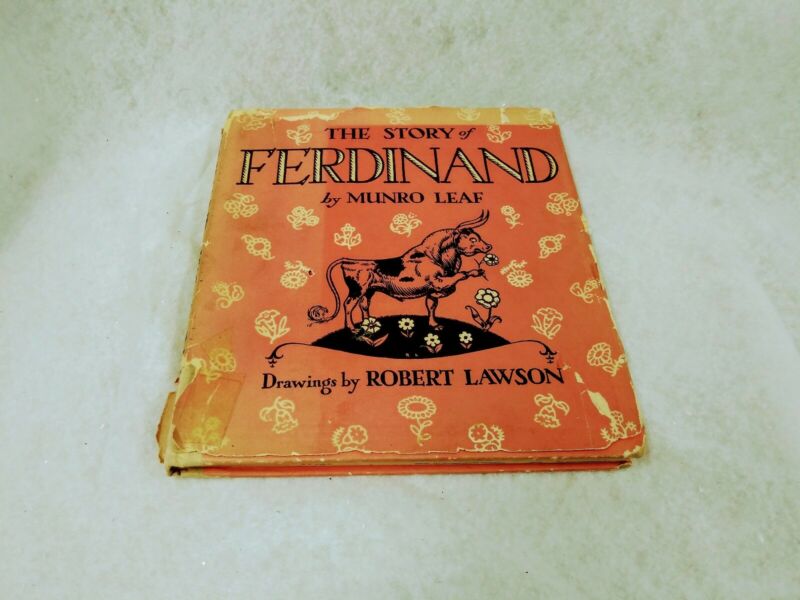 THE STORY of
FERDINAND
by MUNRO LEAF
Drawings by ROBERT LAWSON